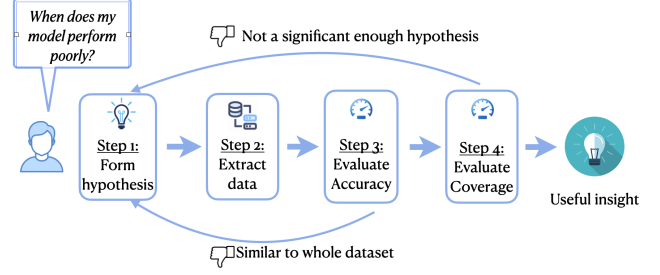 When does my
model perform
poorly?
Not a significant enough hypothesis
Step 1:
Form
hypothesis
Step 2:
Extract
data
Step 3:
Evaluate
Accuracy
Step 4:
Evaluate
Coverage
Useful insight
Similar to whole dataset